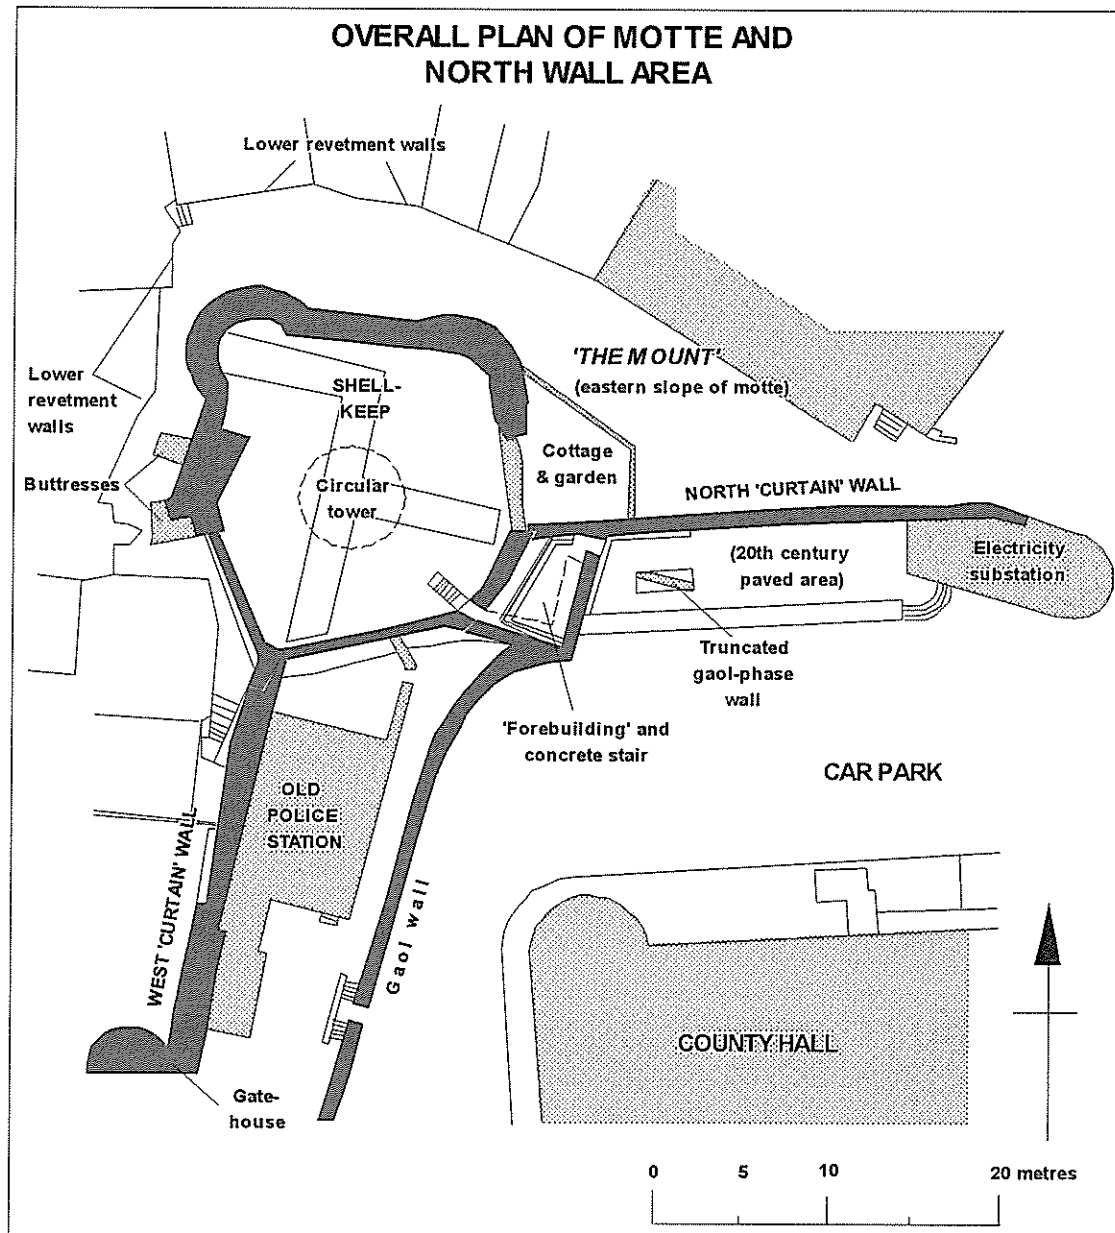 OVERALL PLAN OF MOTTE AND
NORTH WALL AREA
Lower revetment walls
'THE MOUNT'
(eastern slope of motte)
Lower
revetment
walls
SHELL-
KEEP
Cottage
& garden
Buttresses
Circular
tower
NORTH 'CURTAIN' WALL
(20th century
paved area)
Electricity
substation
Truncated
gaol-phase
wall
'Forebuilding' and
concrete stair
CAR PARK
OLD
POLICE
STATION
WEST 'CURTAIN' WALL
Gaol wall
COUNTY HALL
Gate-
house
0 5 10 20 metres